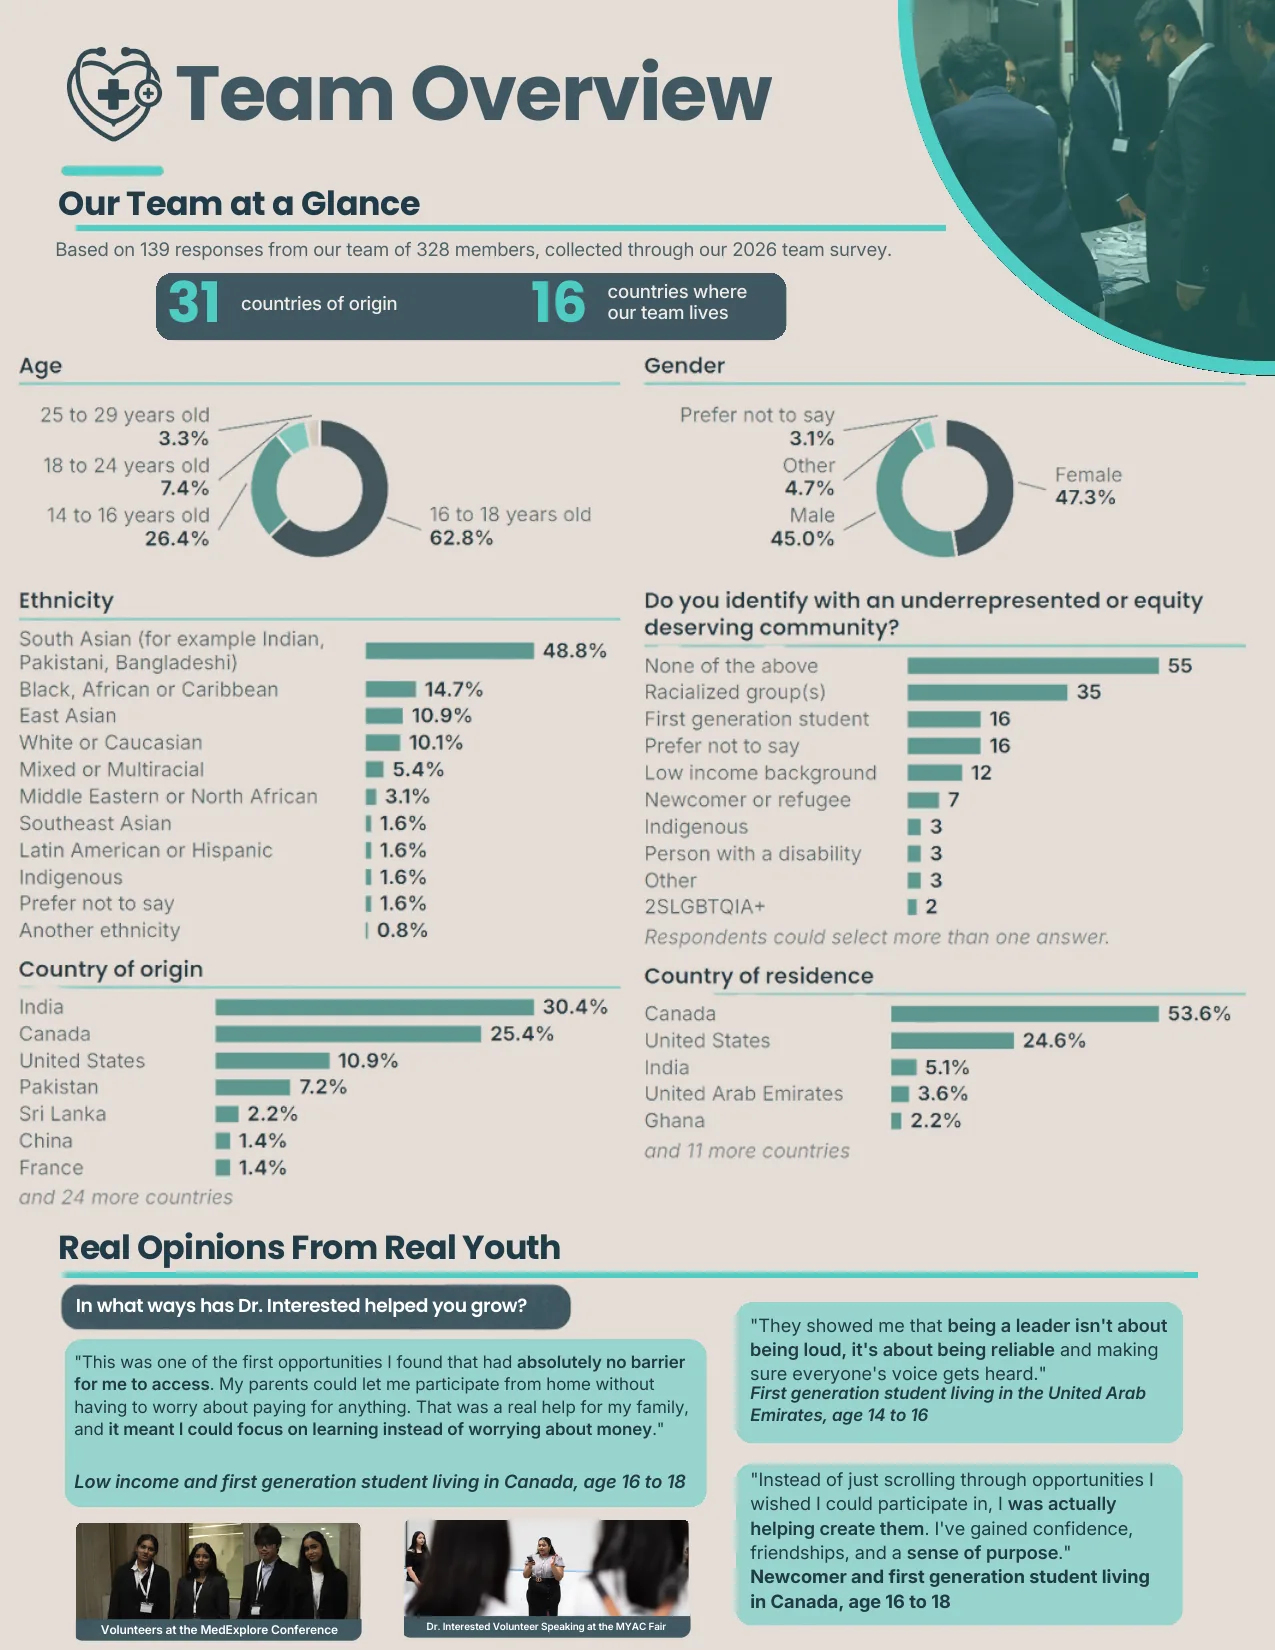 Team Overview
Our Team at a Glance
Based on 139 responses from our team of 328 members, collected through our 2026 team survey.
31 countries of origin
16 countries where
our team lives
Age
25 to 29 years old
3.3%
18 to 24 years old
7.4%
14 to 16 years old
26.4%
16 to 18 years old
62.8%
Gender
Prefer not to say
3.1%
Other
4.7%
Male
45.0%
Female
47.3%
Ethnicity
South Asian (for example Indian,
Pakistani, Bangladeshi) 48.8%
Black, African or Caribbean 14.7%
East Asian 10.9%
White or Caucasian 10.1%
Mixed or Multiracial 5.4%
Middle Eastern or North African 3.1%
Southeast Asian 1.6%
Latin American or Hispanic 1.6%
Indigenous 1.6%
Prefer not to say 1.6%
Another ethnicity 0.8%
Do you identify with an underrepresented or equity
deserving community?
None of the above 55
Racialized group(s) 35
First generation student 16
Prefer not to say 16
Low income background 12
Newcomer or refugee 7
Indigenous 3
Person with a disability 3
Other 3
2SLGBTQIA+ 2
Respondents could select more than one answer.
Country of origin
India 30.4%
Canada 25.4%
United States 10.9%
Pakistan 7.2%
Sri Lanka 2.2%
China 1.4%
France 1.4%
and 24 more countries
Country of residence
Canada 53.6%
United States 24.6%
India 5.1%
United Arab Emirates 3.6%
Ghana 2.2%
and 11 more countries
Real Opinions From Real Youth
In what ways has Dr. Interested helped you grow?
"This was one of the first opportunities I found that had absolutely no barrier
for me to access. My parents could let me participate from home without
having to worry about paying for anything. That was a real help for my family,
and it meant I could focus on learning instead of worrying about money."
Low income and first generation student living in Canada, age 16 to 18
"They showed me that being a leader isn't about
being loud, it's about being reliable and making
sure everyone's voice gets heard."
First generation student living in the United Arab
Emirates, age 14 to 16
"Instead of just scrolling through opportunities I
wished I could participate in, I was actually
helping create them. I've gained confidence,
friendships, and a sense of purpose."
Newcomer and first generation student living
in Canada, age 16 to 18
Volunteers at the MedExplore Conference
Dr. Interested Volunteer Speaking at the MYAC Fair